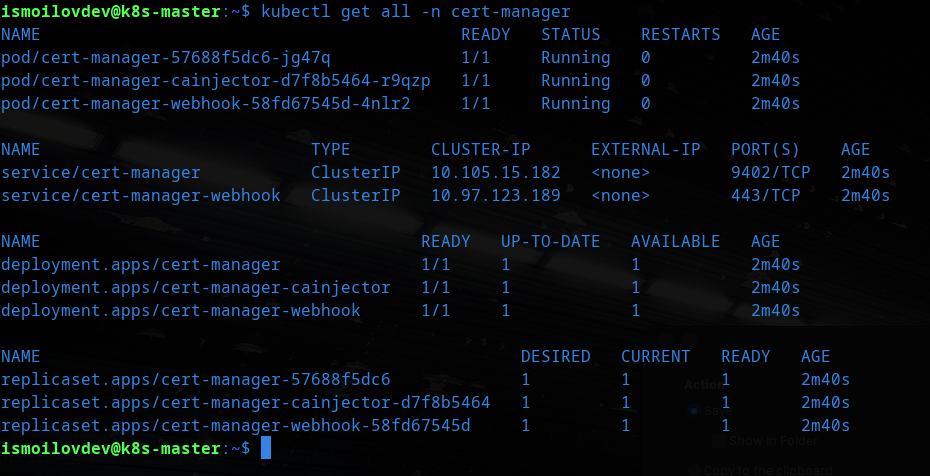 ismoilovdev@k8s-master:~$ kubectl get all -n cert-manager
NAME READY STATUS RESTARTS AGE
pod/cert-manager-57688f5dc6-jg47q 1/1 Running 0 2m40s
pod/cert-manager-cainjector-d7f8b5464-r9qzp 1/1 Running 0 2m40s
pod/cert-manager-webhook-58fd67545d-4nlr2 1/1 Running 0 2m40s
NAME TYPE CLUSTER-IP EXTERNAL-IP PORT(S) AGE
service/cert-manager ClusterIP 10.105.15.182 <none> 9402/TCP 2m40s
service/cert-manager-webhook ClusterIP 10.97.123.189 <none> 443/TCP 2m40s
NAME READY UP-TO-DATE AVAILABLE AGE
deployment.apps/cert-manager 1/1 1 1 2m40s
deployment.apps/cert-manager-cainjector 1/1 1 1 2m40s
deployment.apps/cert-manager-webhook 1/1 1 1 2m40s
NAME DESIRED CURRENT READY AGE
replicaset.apps/cert-manager-57688f5dc6 1 1 1 2m40s
replicaset.apps/cert-manager-cainjector-d7f8b5464 1 1 1 2m40s
replicaset.apps/cert-manager-webhook-58fd67545d 1 1 1 2m40s
ismoilovdev@k8s-master:~$
Show in Folder
Copy to the clipboard